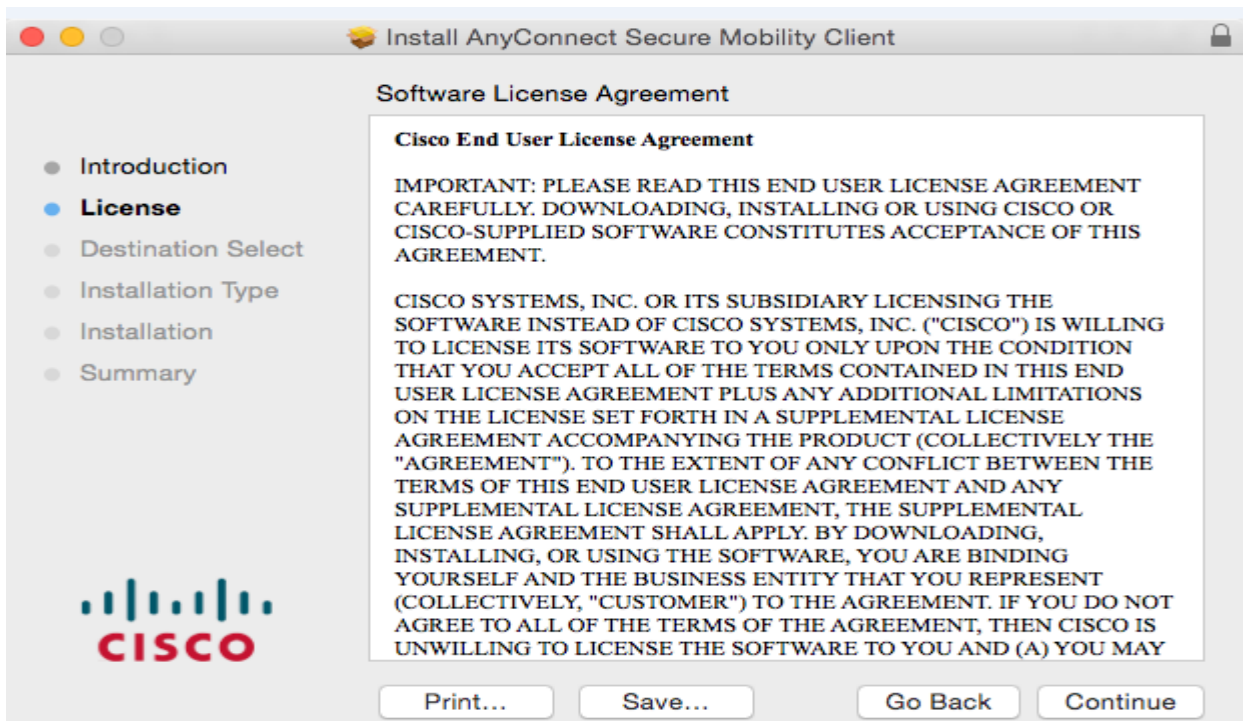 Install AnyConnect Secure Mobility Client
Software License Agreement
Introduction
License
Destination Select
Installation Type
Installation
Summary
Cisco End User License Agreement
IMPORTANT: PLEASE READ THIS END USER LICENSE AGREEMENT
CAREFULLY. DOWNLOADING, INSTALLING OR USING CISCO OR
CISCO-SUPPLIED SOFTWARE CONSTITUTES ACCEPTANCE OF THIS
AGREEMENT.
CISCO SYSTEMS, INC. OR ITS SUBSIDIARY LICENSING THE
SOFTWARE INSTEAD OF CISCO SYSTEMS, INC. ("CISCO") IS WILLING
TO LICENSE ITS SOFTWARE TO YOU ONLY UPON THE CONDITION
THAT YOU ACCEPT ALL OF THE TERMS CONTAINED IN THIS END
USER LICENSE AGREEMENT PLUS ANY ADDITIONAL LIMITATIONS
ON THE LICENSE SET FORTH IN A SUPPLEMENTAL LICENSE
AGREEMENT ACCOMPANYING THE PRODUCT (COLLECTIVELY THE
"AGREEMENT"). TO THE EXTENT OF ANY CONFLICT BETWEEN THE
TERMS OF THIS END USER LICENSE AGREEMENT AND ANY
SUPPLEMENTAL LICENSE AGREEMENT, THE SUPPLEMENTAL
LICENSE AGREEMENT SHALL APPLY. BY DOWNLOADING,
INSTALLING, OR USING THE SOFTWARE, YOU ARE BINDING
YOURSELF AND THE BUSINESS ENTITY THAT YOU REPRESENT
(COLLECTIVELY, "CUSTOMER") TO THE AGREEMENT. IF YOU DO NOT
AGREE TO ALL OF THE TERMS OF THE AGREEMENT, THEN CISCO IS
UNWILLING TO LICENSE THE SOFTWARE TO YOU AND (A) YOU MAY
CISCO
Print...
Save...
Go Back
Continue